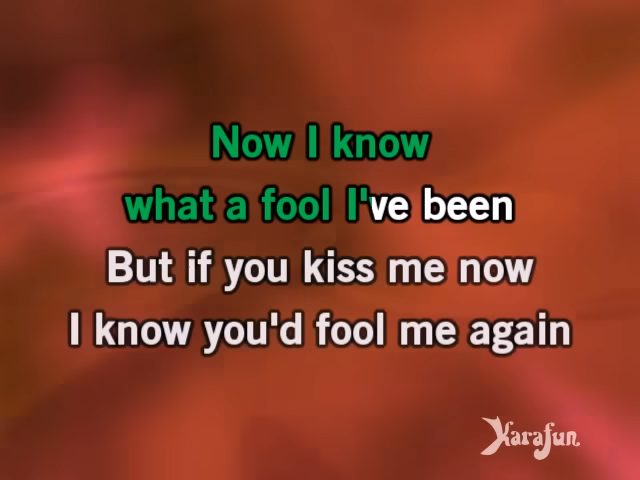 Now I know
what a fool I've been
But if you kiss me now
I know you'd fool me again
Karafun